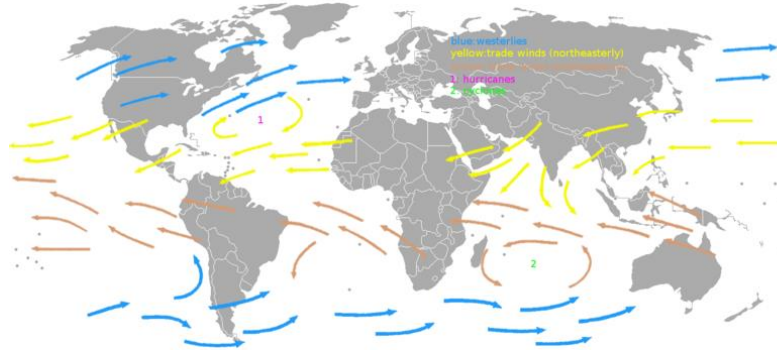 blue:westerlies
yellow:trade winds (northeasterly)
1: hurricanes
2: cyclones
1
2